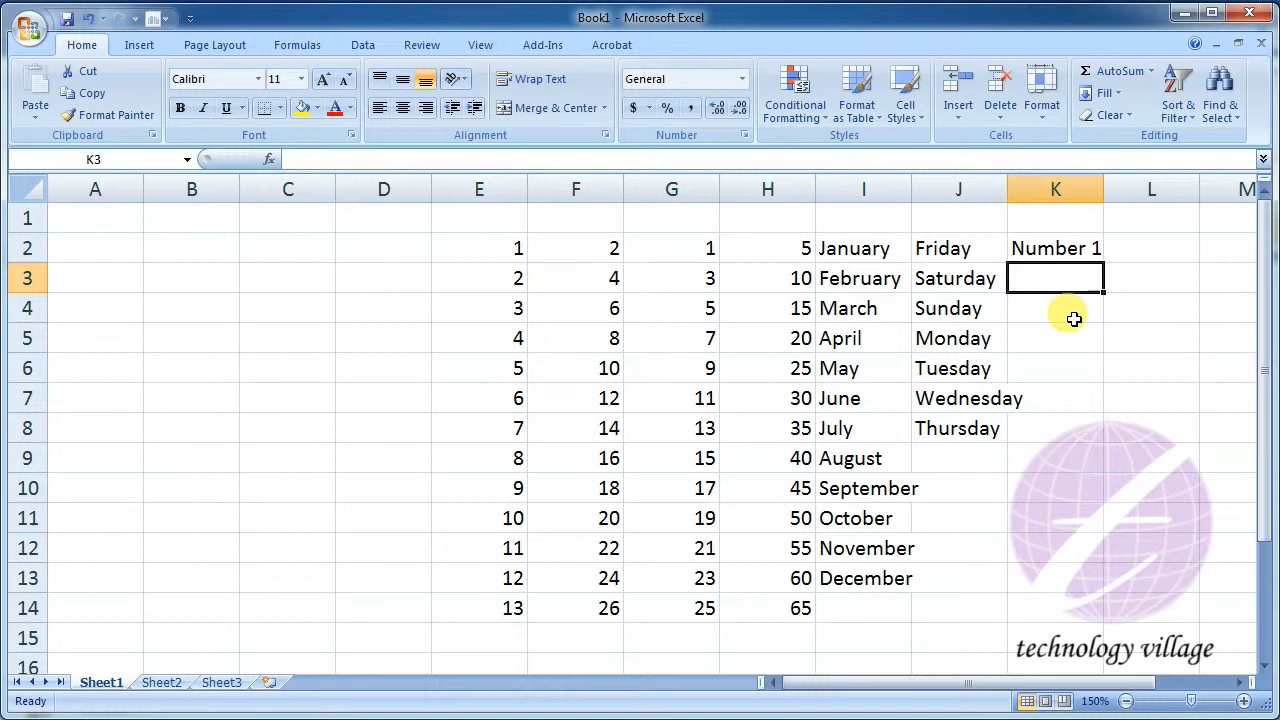 Book1 - Microsoft Excel
Home Insert Page Layout Formulas Data Review View Add-Ins Acrobat
Paste
Cut
Copy
Format Painter
Clipboard
Calibri 11
B I U
Font
Wrap Text
Merge & Center
Alignment
General
$ % ,
Number
Conditional Formatting
Format as Table
Cell Styles
Styles
Insert Delete Format
Cells
Σ AutoSum
Fill
Clear
Sort & Filter
Find & Select
Editing
K3 fx
A B C D E F G H I J K L M
1
2 1 2 1 5 January Friday Number 1
3 2 4 3 10 February Saturday
4 3 6 5 15 March Sunday
5 4 8 7 20 April Monday
6 5 10 9 25 May Tuesday
7 6 12 11 30 June Wednesday
8 7 14 13 35 July Thursday
9 8 16 15 40 August
10 9 18 17 45 September
11 10 20 19 50 October
12 11 22 21 55 November
13 12 24 23 60 December
14 13 26 25 65
15
16
technology village
Sheet1 Sheet2 Sheet3
Ready 150%